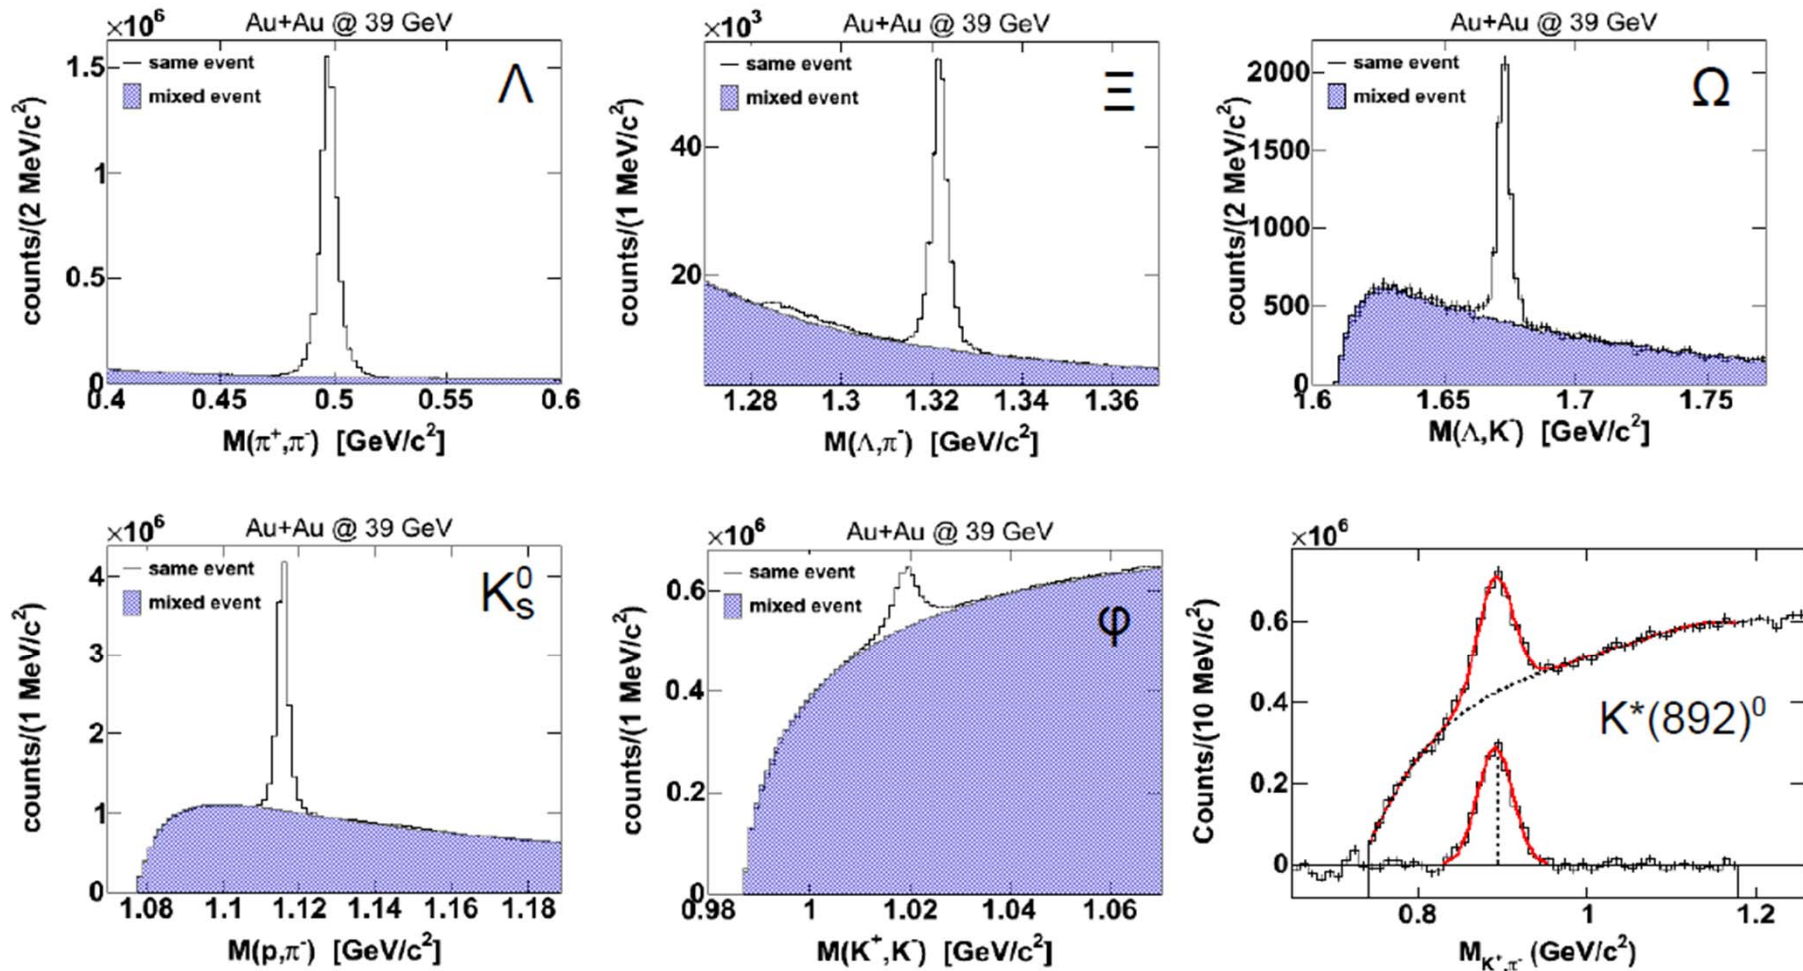 ×10⁶ Au+Au @ 39 GeV
same event
mixed event
Λ
1.5
1
0.5
0
0.4 0.45 0.5 0.55 0.6
counts/(2 MeV/c²)
M(π⁺,π⁻) [GeV/c²]
×10³ Au+Au @ 39 GeV
same event
mixed event
Ξ
40
20
1.28 1.3 1.32 1.34 1.36
counts/(1 MeV/c²)
M(Λ,π⁻) [GeV/c²]
Au+Au @ 39 GeV
same event
mixed event
Ω
2000
1500
1000
500
0
1.6 1.65 1.7 1.75
counts/(2 MeV/c²)
M(Λ,K⁻) [GeV/c²]
×10⁶ Au+Au @ 39 GeV
same event
mixed event
K⁰s
4
3
2
1
0
1.08 1.1 1.12 1.14 1.16 1.18
counts/(1 MeV/c²)
M(p,π⁻) [GeV/c²]
×10⁶ Au+Au @ 39 GeV
same event
mixed event
φ
0.6
0.4
0.2
0
0.98 1 1.02 1.04 1.06
counts/(1 MeV/c²)
M(K⁺,K⁻) [GeV/c²]
×10⁶
K*(892)⁰
0.6
0.4
0.2
0
0.8 1 1.2
Counts/(10 MeV/c²)
M K⁺,π⁻ (GeV/c²)